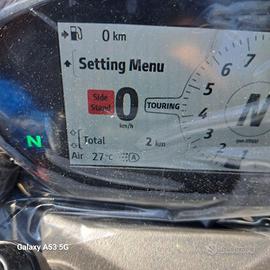 0 km
Setting Menu
Side
Stand
0
km/h
TOURING
7
6
5
4
3
2
1
N
N
Total 2 km
Air 27°C A
Galaxy A53 5G